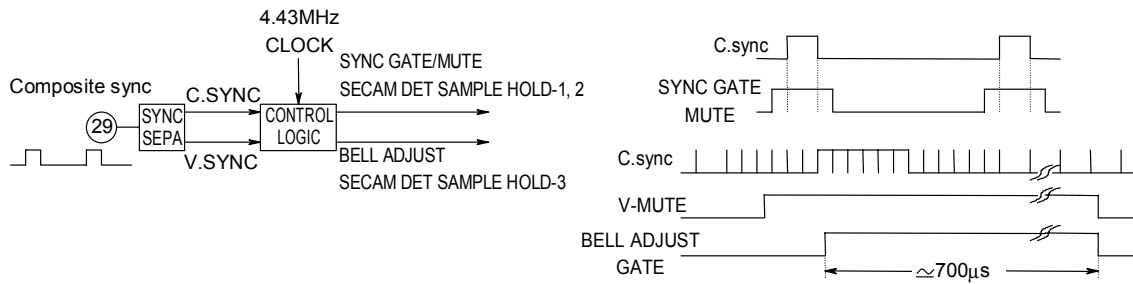 4.43MHz
CLOCK
SYNC GATE/MUTE
SECAM DET SAMPLE HOLD-1, 2
Composite sync
C.SYNC
29
SYNC
SEPA
CONTROL
LOGIC
V.SYNC
BELL ADJUST
SECAM DET SAMPLE HOLD-3
C.sync
SYNC GATE
MUTE
C.sync
V-MUTE
BELL ADJUST
GATE
≃700μs